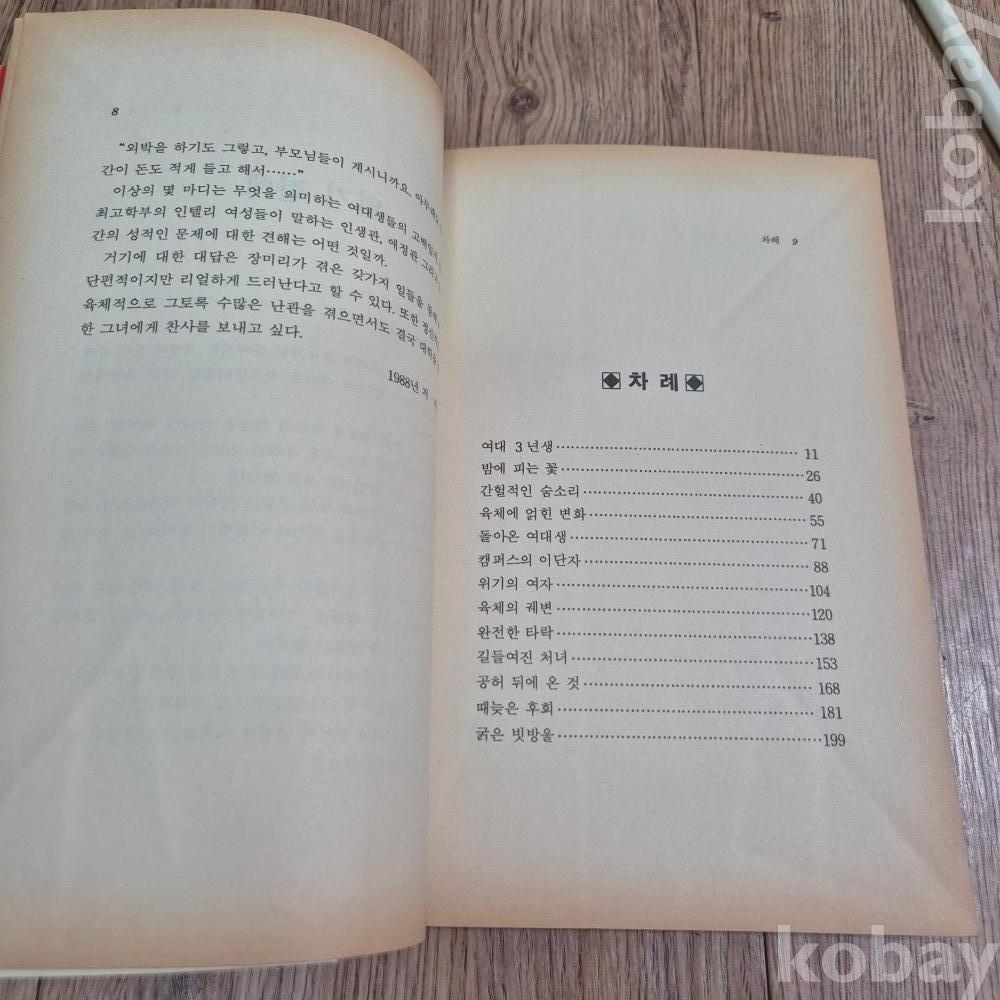 8
“외박을 하기도 그렇고, 부모님들이 계시니까요.
간이 돈도 적게 들고 해서……”
이상의 몇 마디는 무엇을 의미하는 여대생들의
최고학부의 인텔리 여성들이 말하는 인생관, 애정관
간의 성적인 문제에 대한 견해는 어떤 것일까.
거기에 대한 대답은 장미리가 겪은 갖가지 일들을
단편적이지만 리얼하게 드러난다고 할 수 있다. 또한
육체적으로 그토록 수많은 난관을 겪으면서도 결국
한 그녀에게 찬사를 보내고 싶다.
1988년 저
차례 9
차 례
여대 3년생 11
밤에 피는 꽃 26
간헐적인 숨소리 40
육체에 얽힌 변화 55
돌아온 여대생 71
캠퍼스의 이단자 88
위기의 여자 104
육체의 궤변 120
완전한 타락 138
길들여진 처녀 153
공허 뒤에 온 것 168
때늦은 후회 181
굵은 빗방울 199
kobay
kobay